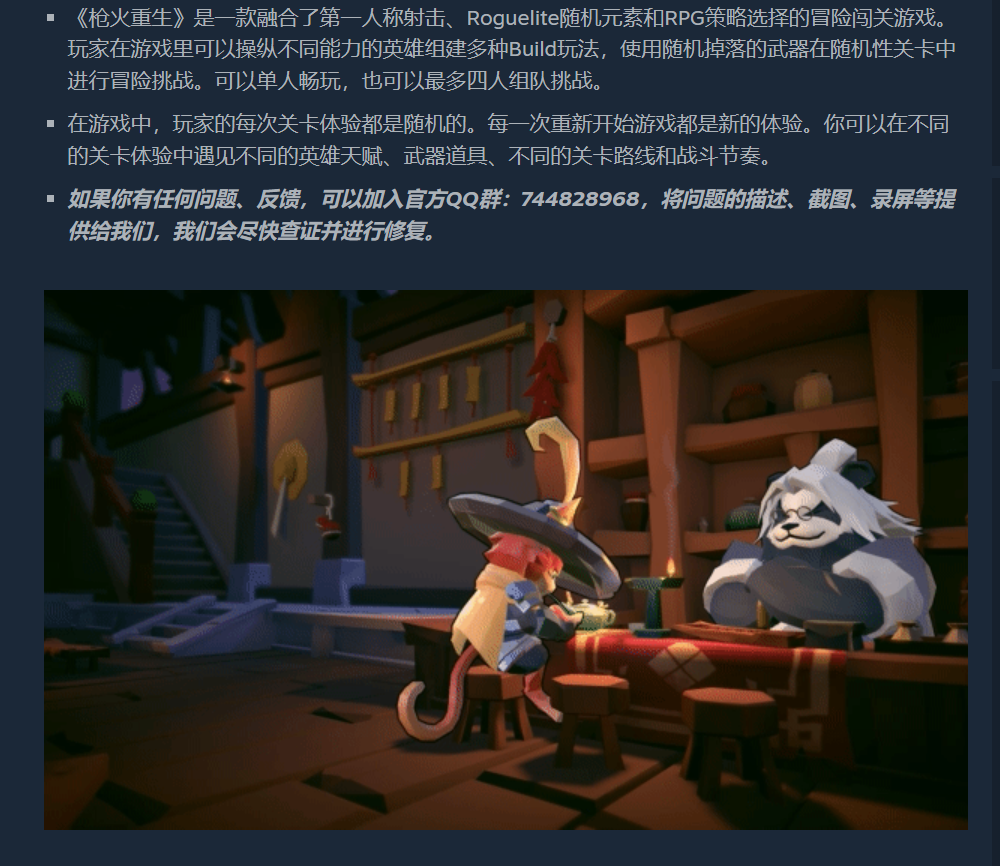 《枪火重生》是一款融合了第一人称射击、Roguelite随机元素和RPG策略选择的冒险闯关游戏。
玩家在游戏里可以操纵不同能力的英雄组建多种Build玩法，使用随机掉落的武器在随机性关卡中
进行冒险挑战。可以单人畅玩，也可以最多四人组队挑战。
在游戏中，玩家的每次关卡体验都是随机的。每一次重新开始游戏都是新的体验。你可以在不同
的关卡体验中遇见不同的英雄天赋、武器道具、不同的关卡路线和战斗节奏。
如果你有任何问题、反馈，可以加入官方QQ群：744828968，将问题的描述、截图、录屏等提
供给我们，我们会尽快查证并进行修复。